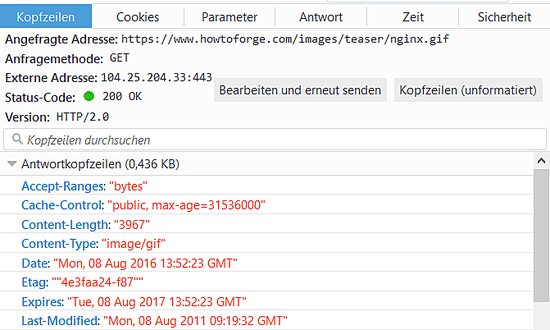 Kopfzeilen Cookies Parameter Antwort Zeit Sicherheit
Angefragte Adresse: https://www.howtoforge.com/images/teaser/nginx.gif
Anfragemethode: GET
Externe Adresse: 104.25.204.33:443
Status-Code: 200 OK
Bearbeiten und erneut senden Kopfzeilen (unformatiert)
Version: HTTP/2.0
Kopfzeilen durchsuchen
Antwortkopfzeilen (0,436 KB)
Accept-Ranges: "bytes"
Cache-Control: "public, max-age=31536000"
Content-Length: "3967"
Content-Type: "image/gif"
Date: "Mon, 08 Aug 2016 13:52:23 GMT"
Etag: ""4e3faa24-f87""
Expires: "Tue, 08 Aug 2017 13:52:23 GMT"
Last-Modified: "Mon, 08 Aug 2011 09:19:32 GMT"